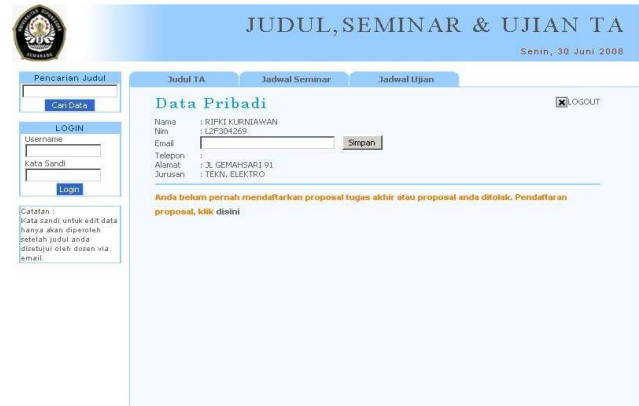 JUDUL,SEMINAR & UJIAN TA
Senin, 30 Juni 2008
Pencarian Judul
Cari Data
LOGIN
Username
Kata Sandi
Login
Catatan :
Kata sandi untuk edit data
hanya akan diperoleh
setelah judul anda
disetujui oleh dosen via
email.
Judul TA
Jadwal Seminar
Jadwal Ujian
Data Pribadi
LOGOUT
Nama : RIFKI KURNIAWAN
Nim : L2F304269
Email Simpan
Telepon :
Alamat : JL GEMAHSARI 91
Jurusan : TEKN. ELEKTRO
Anda belum pernah mendaftarkan proposal tugas akhir atau proposal anda ditolak. Pendaftaran
proposal, klik disini